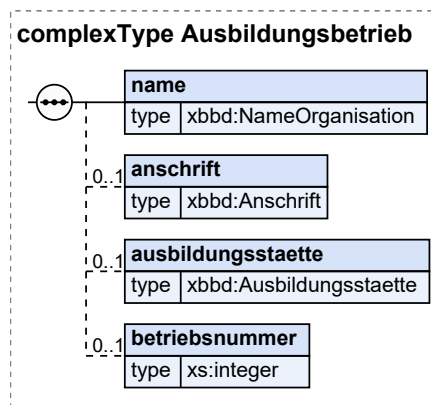 complexType Ausbildungsbetrieb
name
type xbbd:NameOrganisation
0..1 anschrift
type xbbd:Anschrift
0..1 ausbildungsstaette
type xbbd:Ausbildungsstaette
0..1 betriebsnummer
type xs:integer